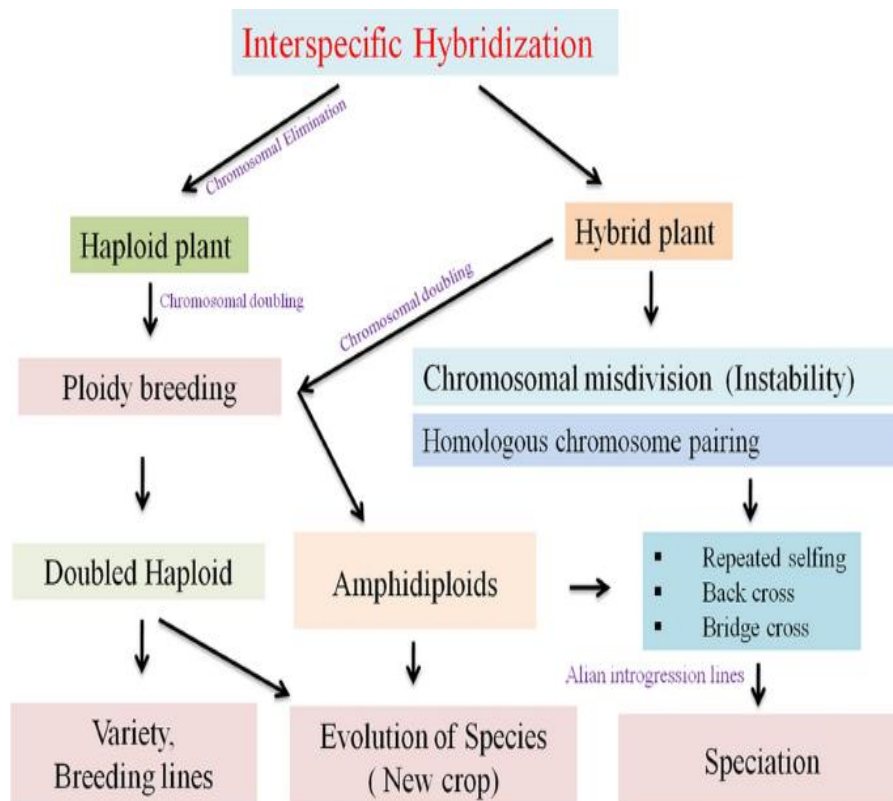 Interspecific Hybridization
Chromosomal Elimination
Haploid plant
Hybrid plant
Chromosomal doubling
Chromosomal doubling
Ploidy breeding
Chromosomal misdivision (Instability)
Homologous chromosome pairing
Doubled Haploid
Amphidiploids
▪ Repeated selfing
▪ Back cross
▪ Bridge cross
Alian introgression lines
Variety,
Breeding lines
Evolution of Species
( New crop)
Speciation